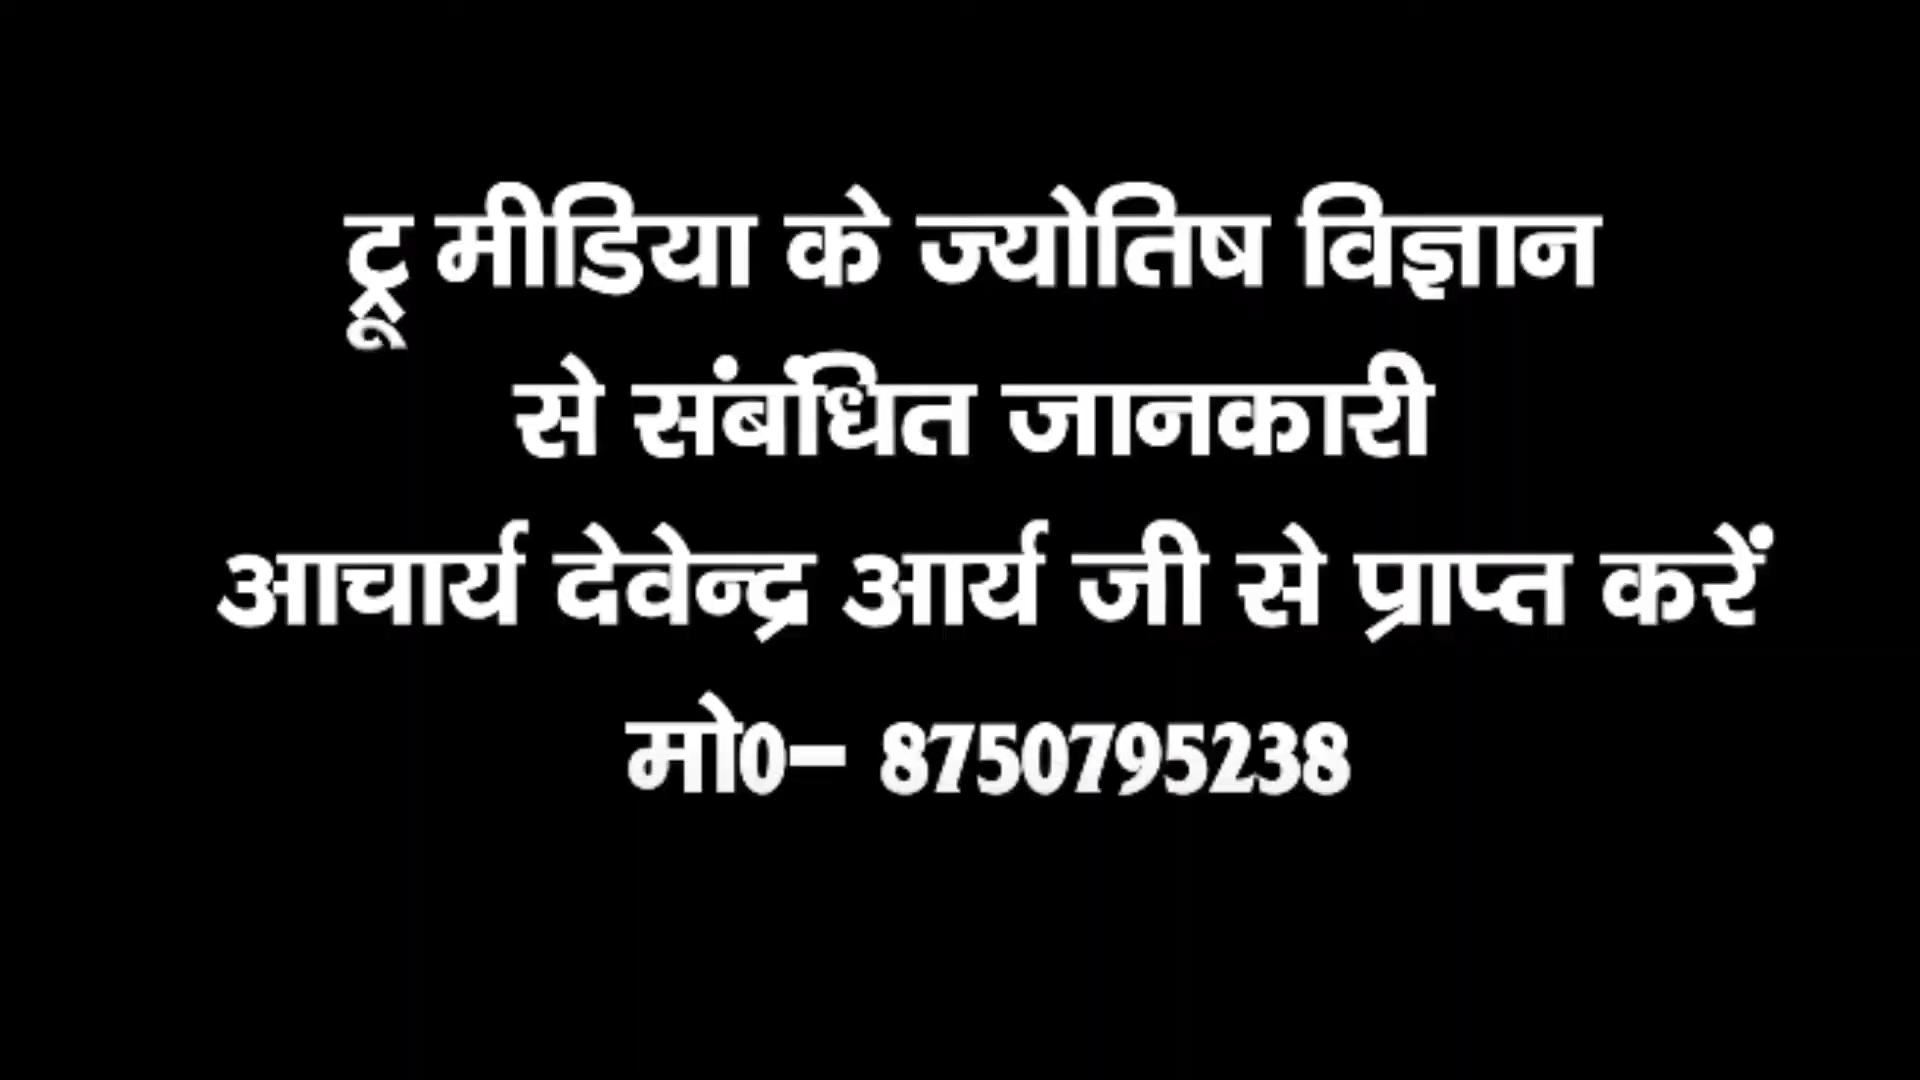 ट्रू मीडिया के ज्योतिष विज्ञान
से संबंधित जानकारी
आचार्य देवेन्द्र आर्य जी से प्राप्त करें
मो0- 8750795238